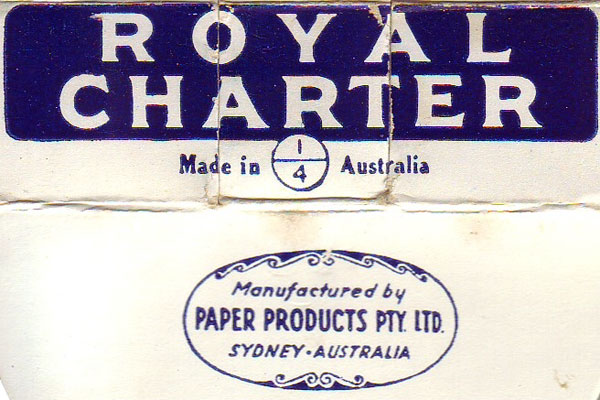 ROYAL
CHARTER
Made in 1/4 Australia
Manufactured by
PAPER PRODUCTS PTY. LTD.
SYDNEY · AUSTRALIA